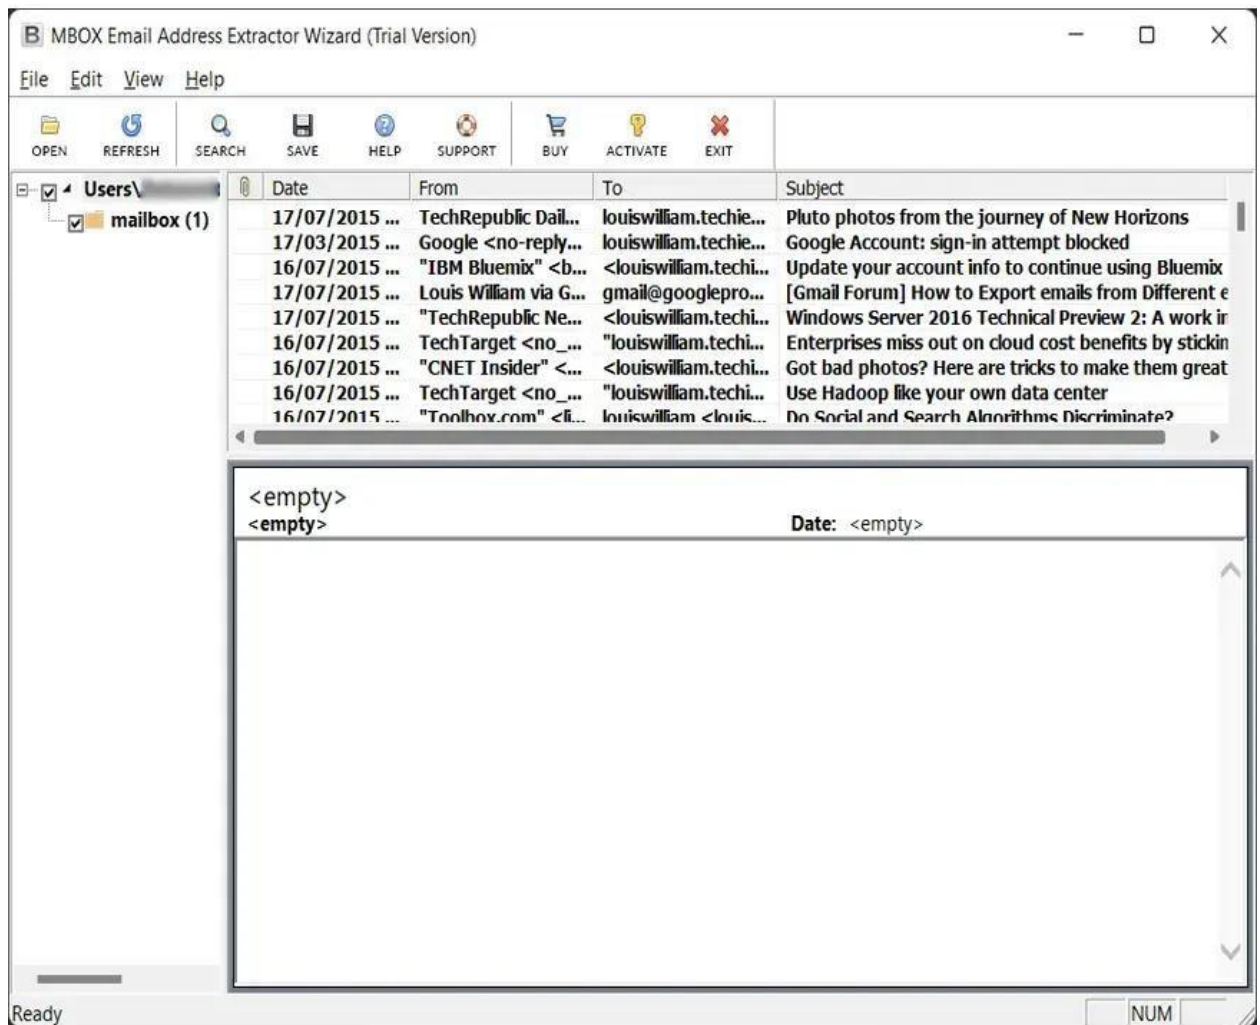 B MBOX Email Address Extractor Wizard (Trial Version)
File Edit View Help
OPEN REFRESH SEARCH SAVE HELP SUPPORT BUY ACTIVATE EXIT
Users\
mailbox (1)
Date From To Subject
17/07/2015 ... TechRepublic Dail... louiswilliam.techie... Pluto photos from the journey of New Horizons
17/03/2015 ... Google <no-reply... louiswilliam.techie... Google Account: sign-in attempt blocked
16/07/2015 ... "IBM Bluemix" <b... <louiswilliam.techi... Update your account info to continue using Bluemix
17/07/2015 ... Louis William via G... gmail@googlepro... [Gmail Forum] How to Export emails from Different e
17/07/2015 ... "TechRepublic Ne... <louiswilliam.techi... Windows Server 2016 Technical Preview 2: A work in
16/07/2015 ... TechTarget <no_... "louiswilliam.techi... Enterprises miss out on cloud cost benefits by stickin
16/07/2015 ... "CNET Insider" <... <louiswilliam.techi... Got bad photos? Here are tricks to make them great
16/07/2015 ... TechTarget <no_... "louiswilliam.techi... Use Hadoop like your own data center
16/07/2015 ... "Toolbox.com" <li... louiswilliam <louis... Do Social and Search Algorithms Discriminate?
<empty>
<empty> Date: <empty>
Ready NUM